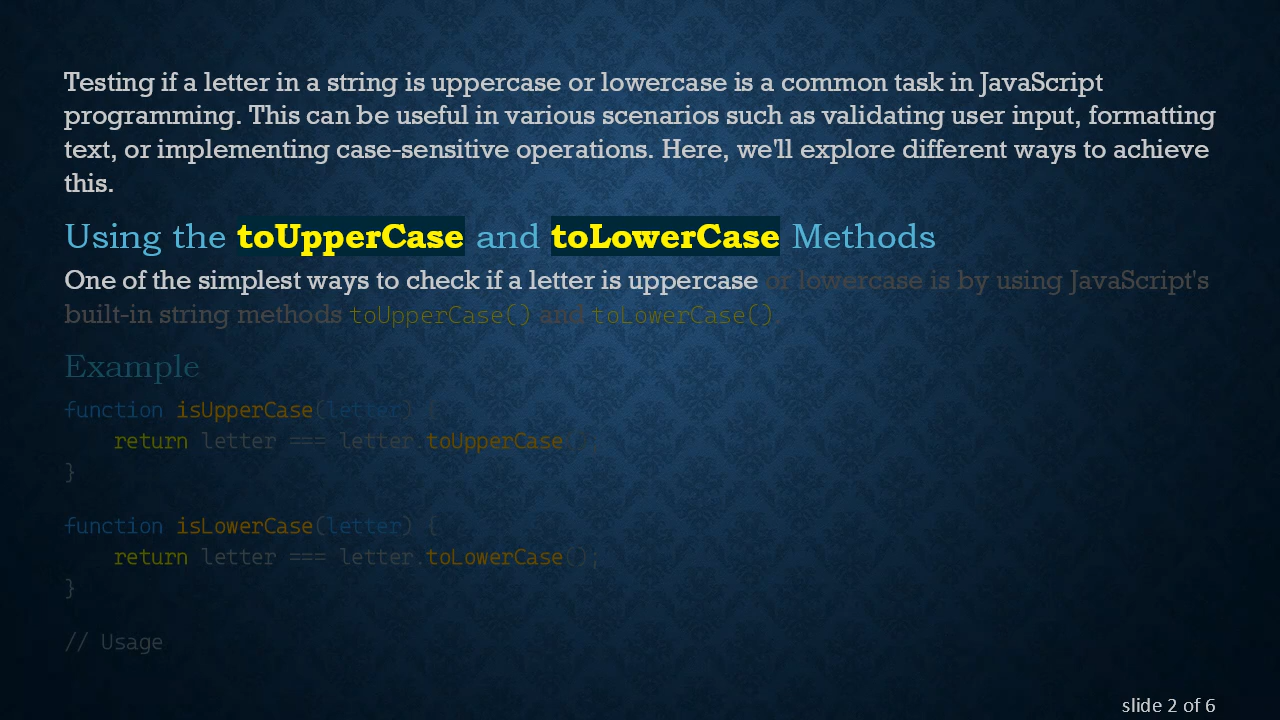 Testing if a letter in a string is uppercase or lowercase is a common task in JavaScript
programming. This can be useful in various scenarios such as validating user input, formatting
text, or implementing case-sensitive operations. Here, we'll explore different ways to achieve
this.
Using the toUpperCase and toLowerCase Methods
One of the simplest ways to check if a letter is uppercase or lowercase is by using JavaScript's
built-in string methods toUpperCase() and toLowerCase().
Example
function isUpperCase(letter) {
    return letter === letter.toUpperCase();
}
function isLowerCase(letter) {
    return letter === letter.toLowerCase();
}
// Usage
slide 2 of 6